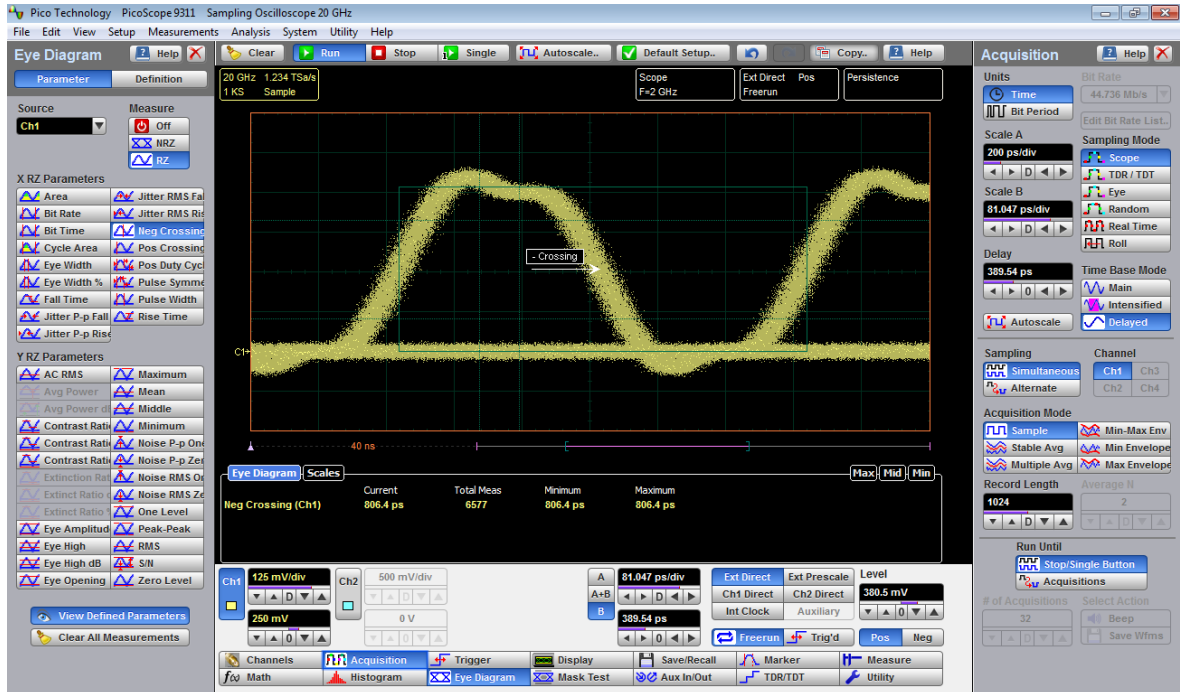 Pico Technology PicoScope 9311 Sampling Oscilloscope 20 GHz
File Edit View Setup Measurements Analysis System Utility Help
Eye Diagram
Help
Parameter Definition
Source Measure
Ch1
Off
NRZ
RZ
X RZ Parameters
Area Jitter RMS Fal
Bit Rate Jitter RMS Ris
Bit Time Neg Crossing
Cycle Area Pos Crossing
Eye Width Pos Duty Cycl
Eye Width % Pulse Symme
Fall Time Pulse Width
Jitter P-p Fall Rise Time
Jitter P-p Rise
Y RZ Parameters
AC RMS Maximum
Avg Power Mean
Avg Power dB Middle
Contrast Ratio Minimum
Contrast Ratio Noise P-p One
Contrast Ratio Noise P-p Zer
Extinction Rat Noise RMS On
Extinct Ratio d Noise RMS Ze
Extinct Ratio % One Level
Eye Amplitud Peak-Peak
Eye High RMS
Eye High dB S/N
Eye Opening Zero Level
View Defined Parameters
Clear All Measurements
Clear Run Stop Single Autoscale.. Default Setup.. Copy.. Help
20 GHz 1.234 TSa/s
1 KS Sample
Scope
F=2 GHz
Ext Direct Pos
Freerun
Persistence
- Crossing
C1
40 ns
Eye Diagram Scales Max Mid Min
Current Total Meas Minimum Maximum
Neg Crossing (Ch1) 806.4 ps 6577 806.4 ps 806.4 ps
Ch1
125 mV/div
D
250 mV
0
Ch2
500 mV/div
D
0 V
0
A
A+B
B
81.047 ps/div
D
389.54 ps
0
Ext Direct Ext Prescale
Ch1 Direct Ch2 Direct
Int Clock Auxiliary
Level
380.5 mV
0
Freerun Trig'd Pos Neg
Channels Acquisition Trigger Display Save/Recall Marker Measure
f(x) Math Histogram Eye Diagram Mask Test Aux In/Out TDR/TDT Utility
Acquisition
Help
Units
Time
Bit Period
Bit Rate
44.736 Mb/s
Edit Bit Rate List..
Scale A
200 ps/div
D
Scale B
81.047 ps/div
D
Delay
389.54 ps
0
Autoscale
Sampling Mode
Scope
TDR / TDT
Eye
Random
Real Time
Roll
Time Base Mode
Main
Intensified
Delayed
Sampling
Simultaneous
Alternate
Channel
Ch1 Ch3
Ch2 Ch4
Acquisition Mode
Sample Min-Max Env
Stable Avg Min Envelope
Multiple Avg Max Envelope
Record Length Average N
1024 2
D D
Run Until
Stop/Single Button
Acquisitions
# of Acquisitions Select Action
32 Beep
D Save Wfms